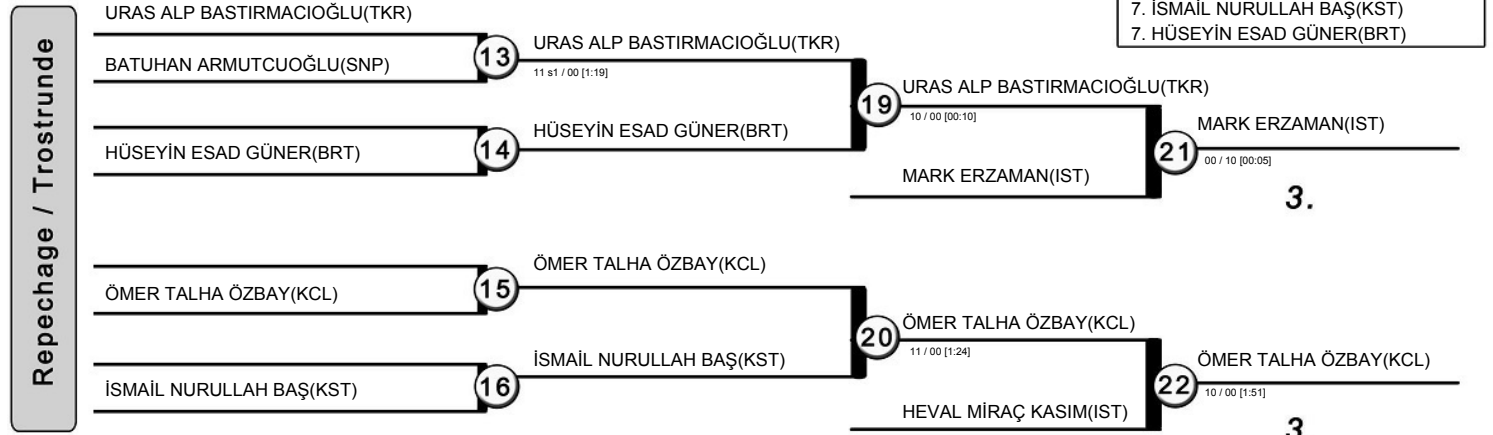 7. İSMAİL NURULLAH BAŞ(KST)
7. HÜSEYİN ESAD GÜNER(BRT)
Repechage / Trostrunde
URAS ALP BASTIRMACIOĞLU(TKR)
BATUHAN ARMUTCUOĞLU(SNP)
13
URAS ALP BASTIRMACIOĞLU(TKR)
11 s1 / 00 [1:19]
HÜSEYİN ESAD GÜNER(BRT)
14
HÜSEYİN ESAD GÜNER(BRT)
19
URAS ALP BASTIRMACIOĞLU(TKR)
10 / 00 [00:10]
MARK ERZAMAN(IST)
21
MARK ERZAMAN(IST)
00 / 10 [00:05]
3.
ÖMER TALHA ÖZBAY(KCL)
15
ÖMER TALHA ÖZBAY(KCL)
İSMAİL NURULLAH BAŞ(KST)
16
İSMAİL NURULLAH BAŞ(KST)
20
ÖMER TALHA ÖZBAY(KCL)
11 / 00 [1:24]
HEVAL MİRAÇ KASIM(IST)
22
ÖMER TALHA ÖZBAY(KCL)
10 / 00 [1:51]
3